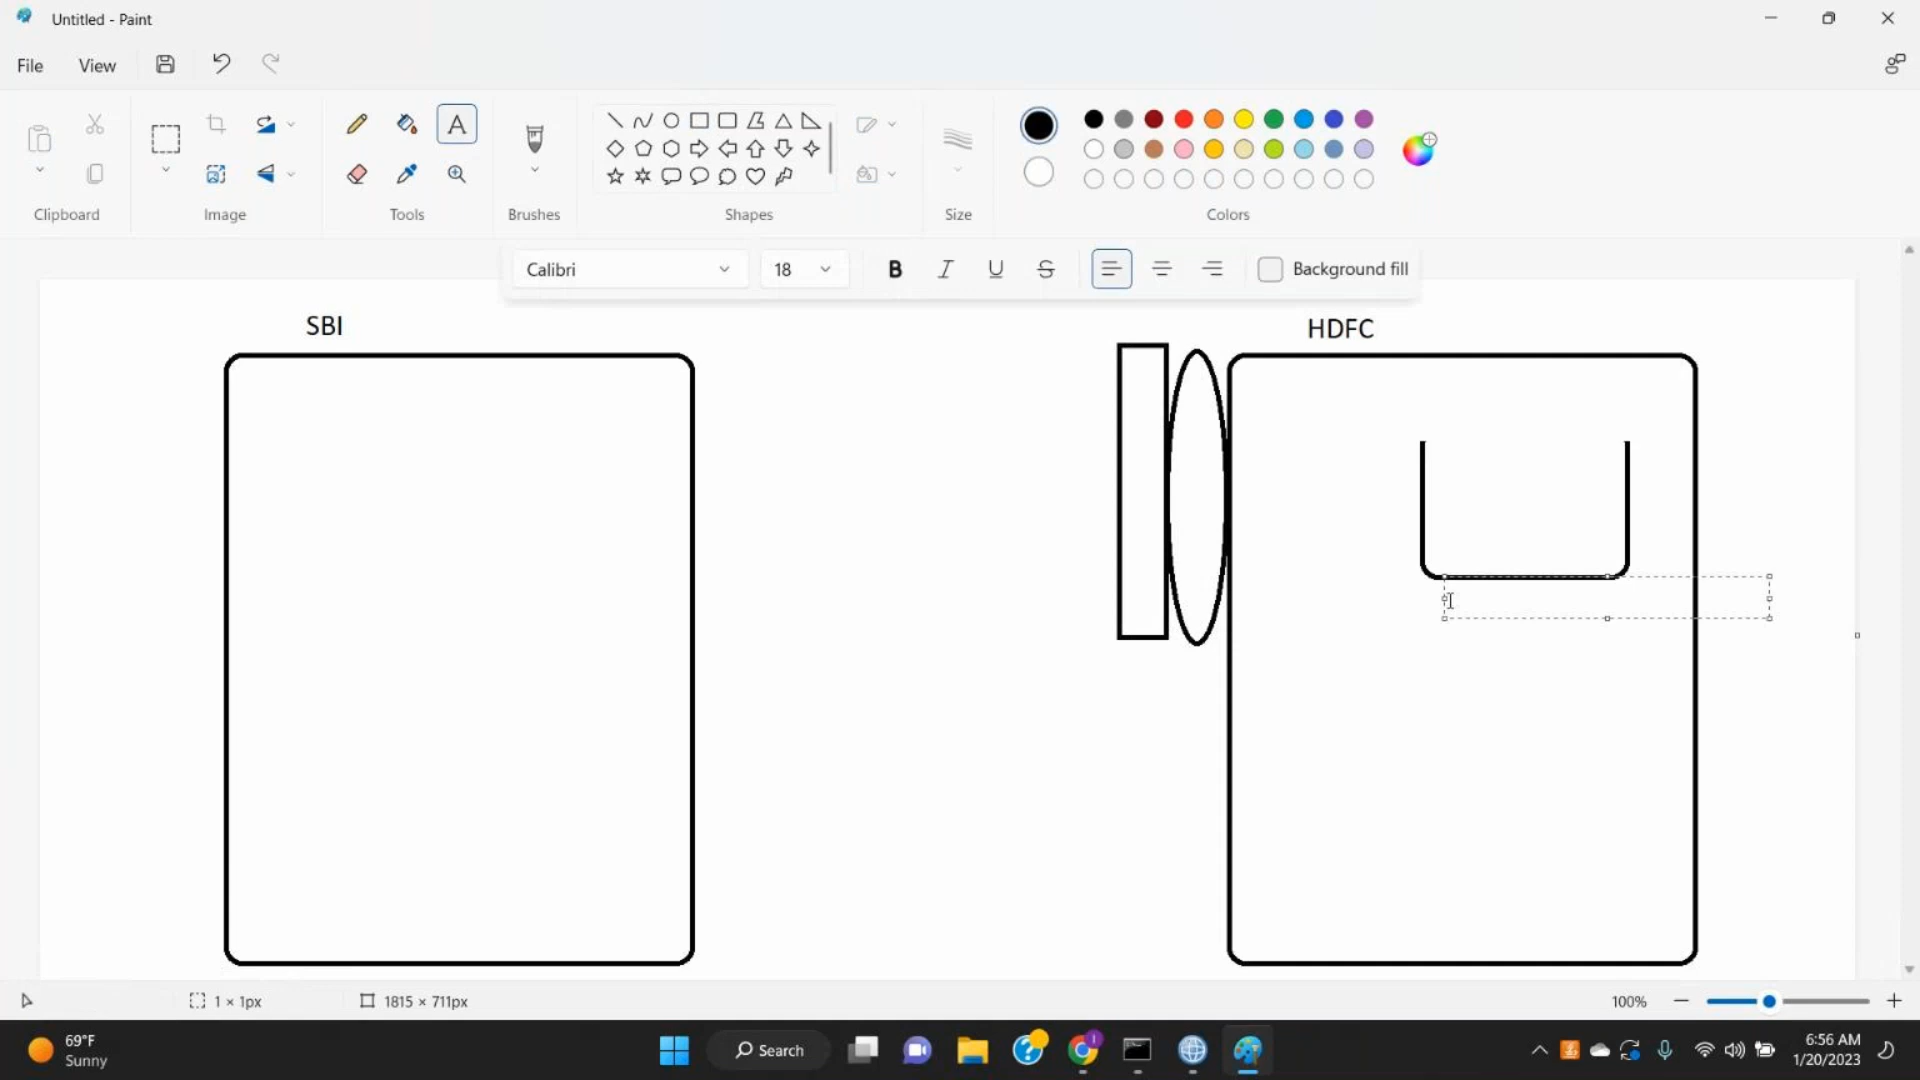 Untitled - Paint
File View
Clipboard
Image
Tools
Brushes
Shapes
Size
Colors
Calibri 18 B I U S Background fill
SBI
HDFC
1 × 1px
1815 × 711px
100%
69°F
Sunny
Search
6:56 AM
1/20/2023